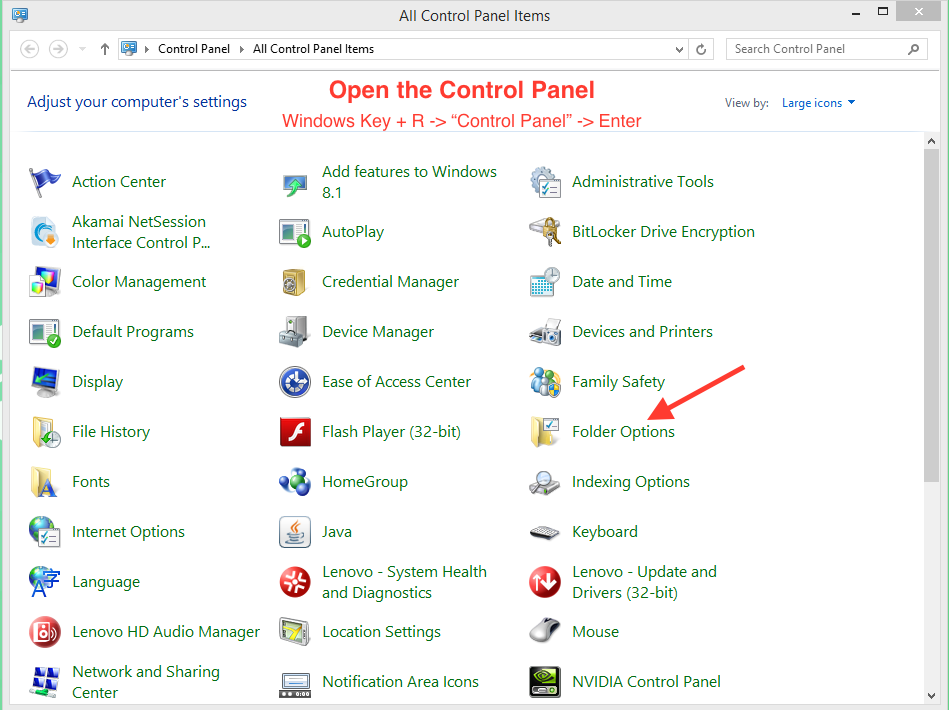 All Control Panel Items
Control Panel All Control Panel Items
Search Control Panel
Open the Control Panel
Adjust your computer's settings
View by: Large icons
Windows Key + R -> “Control Panel” -> Enter
Action Center
Add features to Windows
8.1
Administrative Tools
Akamai NetSession
Interface Control P...
AutoPlay
BitLocker Drive Encryption
Color Management
Credential Manager
Date and Time
Default Programs
Device Manager
Devices and Printers
Display
Ease of Access Center
Family Safety
File History
Flash Player (32-bit)
Folder Options
Fonts
HomeGroup
Indexing Options
Internet Options
Java
Keyboard
Language
Lenovo - System Health
and Diagnostics
Lenovo - Update and
Drivers (32-bit)
Lenovo HD Audio Manager
Location Settings
Mouse
Network and Sharing
Center
Notification Area Icons
NVIDIA Control Panel